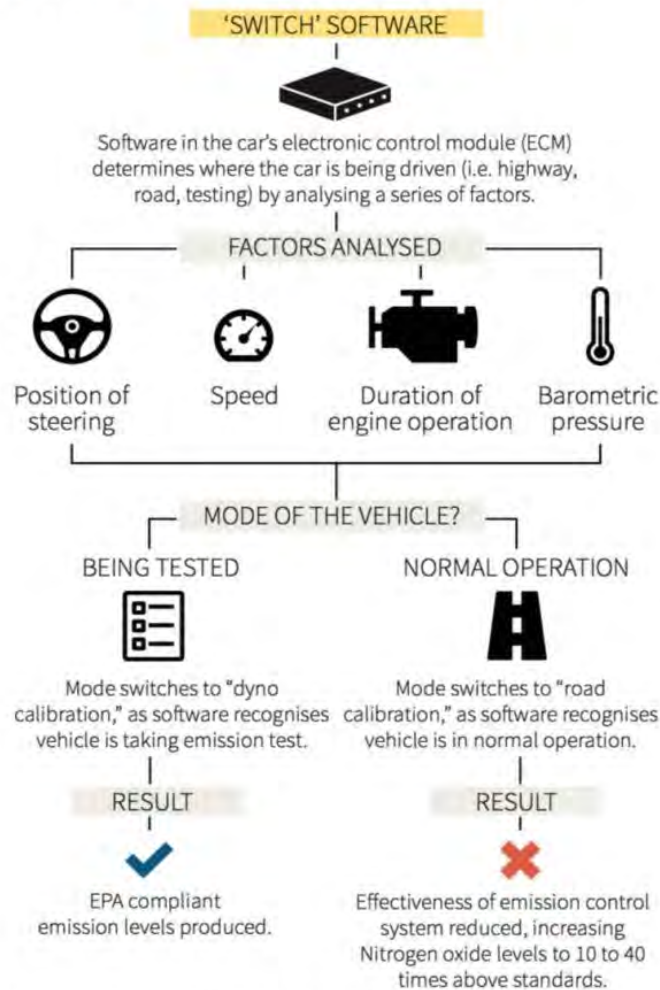 'SWITCH' SOFTWARE
Software in the car's electronic control module (ECM)
determines where the car is being driven (i.e. highway,
road, testing) by analysing a series of factors.
FACTORS ANALYSED
Position of
steering
Speed
Duration of
engine operation
Barometric
pressure
MODE OF THE VEHICLE?
BEING TESTED
Mode switches to “dyno
calibration,” as software recognises
vehicle is taking emission test.
RESULT
EPA compliant
emission levels produced.
NORMAL OPERATION
Mode switches to “road
calibration,” as software recognises
vehicle is in normal operation.
RESULT
Effectiveness of emission control
system reduced, increasing
Nitrogen oxide levels to 10 to 40
times above standards.